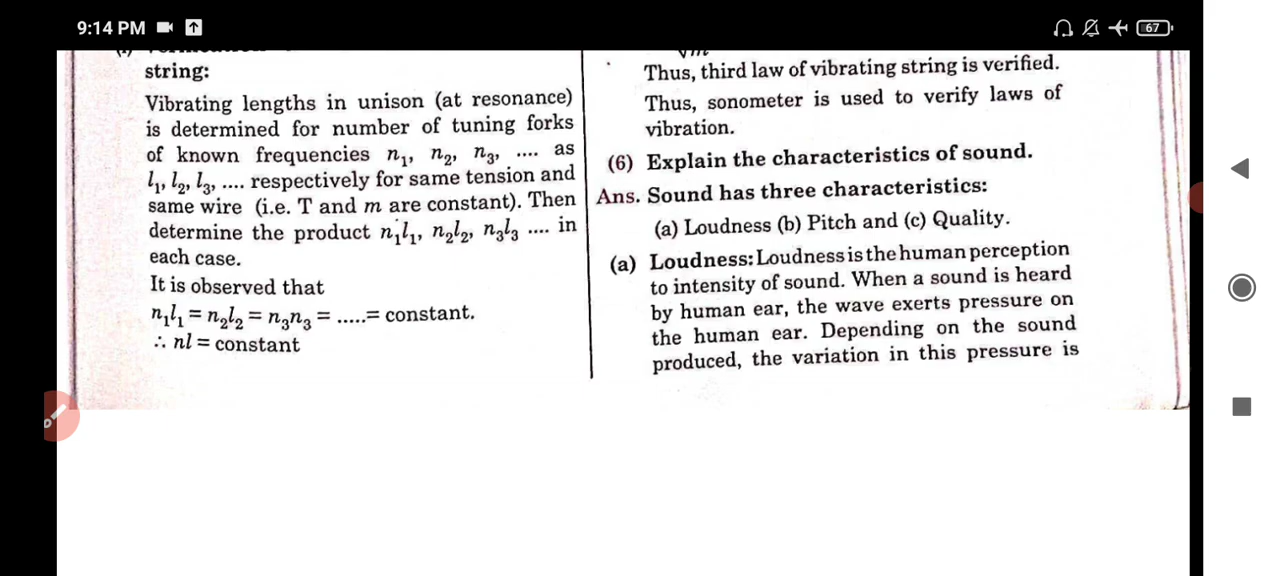 9:14 PM
67
string:
Vibrating lengths in unison (at resonance)
is determined for number of tuning forks
of known frequencies n₁, n₂, n₃, .... as
l₁, l₂, l₃, .... respectively for same tension and
same wire (i.e. T and m are constant). Then
determine the product n₁l₁, n₂l₂, n₃l₃ .... in
each case.
It is observed that
n₁l₁ = n₂l₂ = n₃n₃ = .....= constant.
∴ nl = constant
Thus, third law of vibrating string is verified.
Thus, sonometer is used to verify laws of
vibration.
(6) Explain the characteristics of sound.
Ans. Sound has three characteristics:
(a) Loudness (b) Pitch and (c) Quality.
(a) Loudness: Loudness is the human perception
to intensity of sound. When a sound is heard
by human ear, the wave exerts pressure on
the human ear. Depending on the sound
produced, the variation in this pressure is